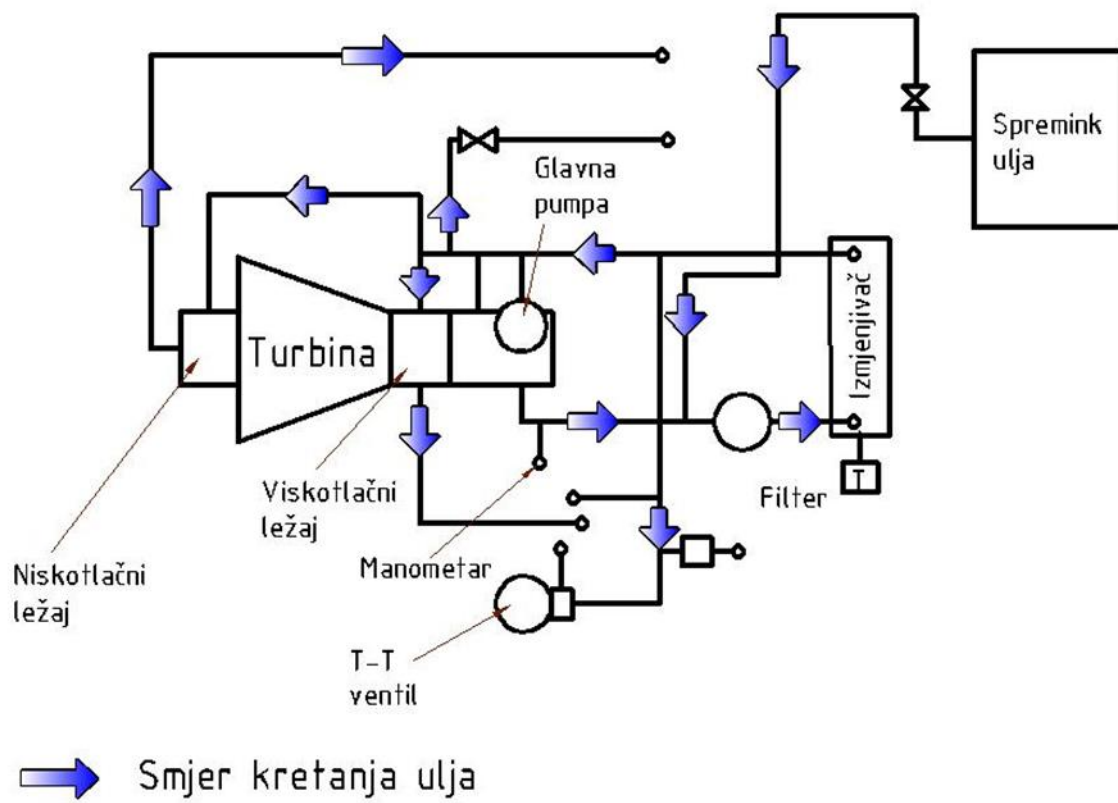 Spremink
ulja
Glavna
pumpa
Izmjenjivač
Turbina
T
Viskotlačni
ležaj
Filter
Manometar
Niskotlačni
ležaj
T-T
ventil
Smjer kretanja ulja